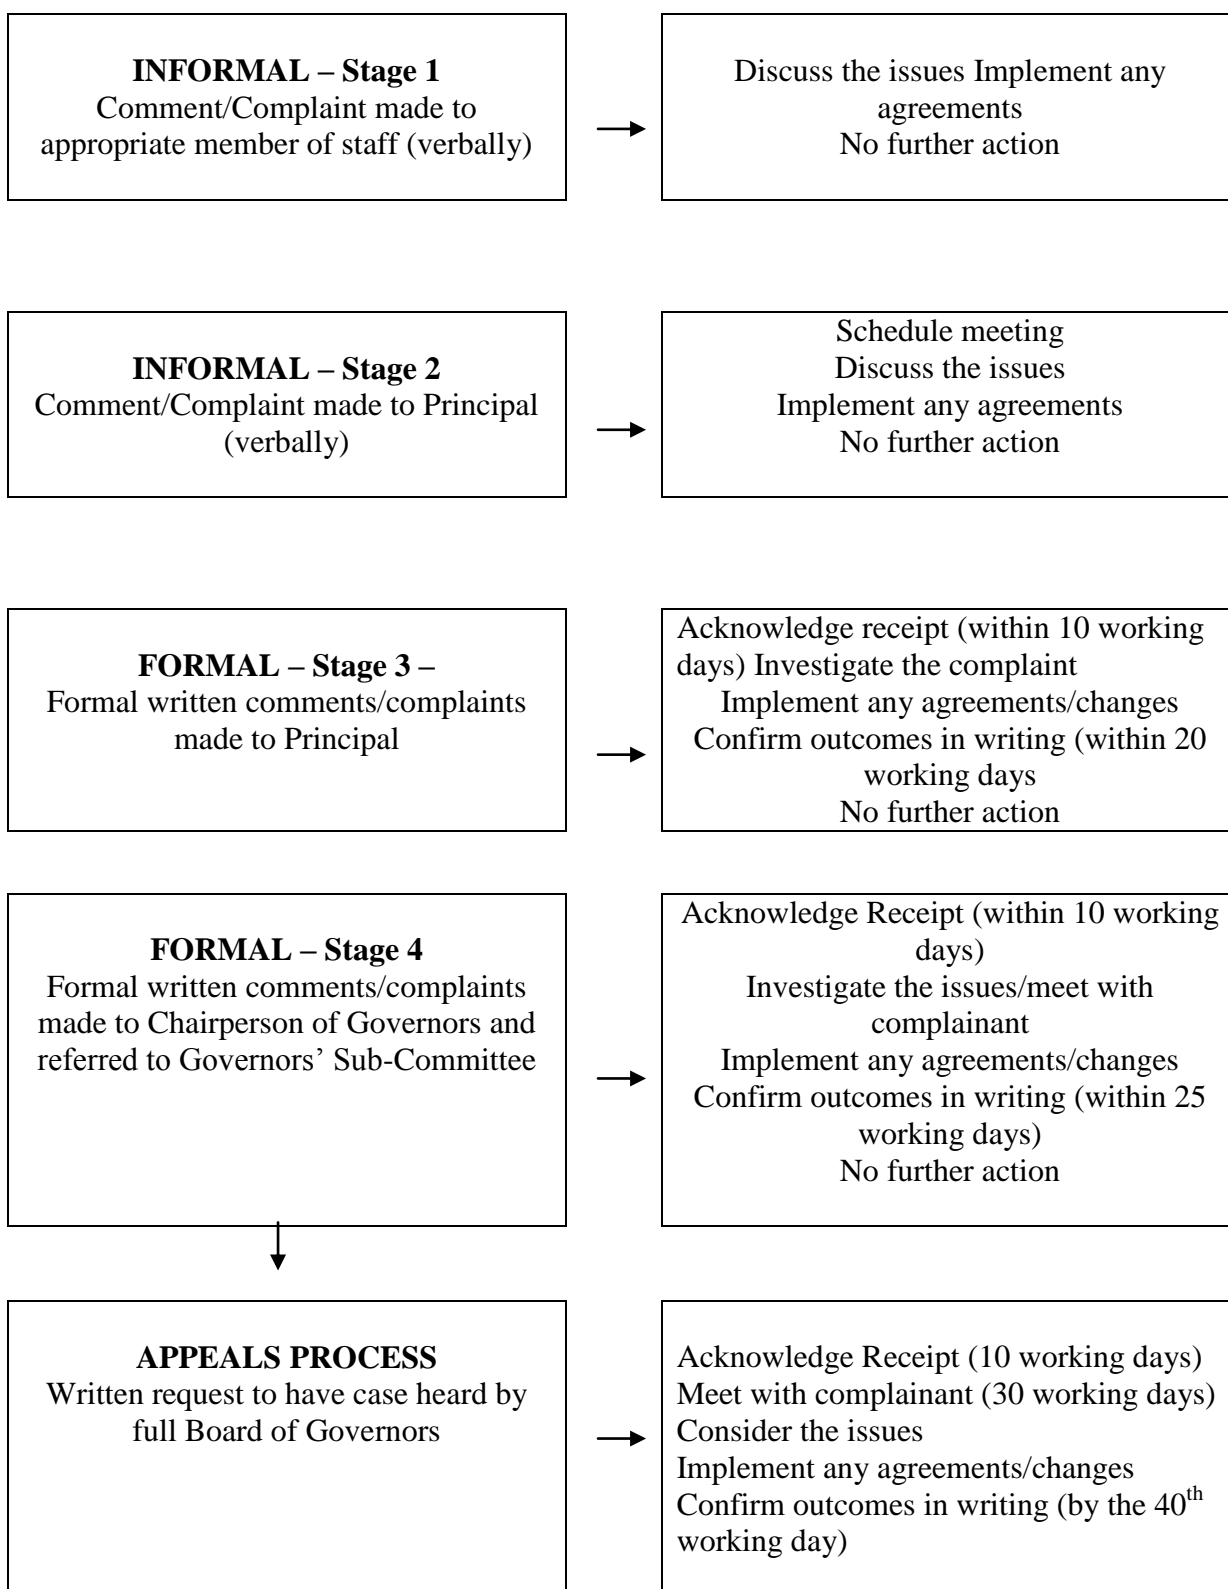 INFORMAL – Stage 1
Comment/Complaint made to
appropriate member of staff (verbally)
Discuss the issues Implement any
agreements
No further action
INFORMAL – Stage 2
Comment/Complaint made to Principal
(verbally)
Schedule meeting
Discuss the issues
Implement any agreements
No further action
FORMAL – Stage 3 –
Formal written comments/complaints
made to Principal
Acknowledge receipt (within 10 working
days) Investigate the complaint
Implement any agreements/changes
Confirm outcomes in writing (within 20
working days
No further action
FORMAL – Stage 4
Formal written comments/complaints
made to Chairperson of Governors and
referred to Governors’ Sub-Committee
Acknowledge Receipt (within 10 working
days)
Investigate the issues/meet with
complainant
Implement any agreements/changes
Confirm outcomes in writing (within 25
working days)
No further action
APPEALS PROCESS
Written request to have case heard by
full Board of Governors
Acknowledge Receipt (10 working days)
Meet with complainant (30 working days)
Consider the issues
Implement any agreements/changes
Confirm outcomes in writing (by the 40th
working day)